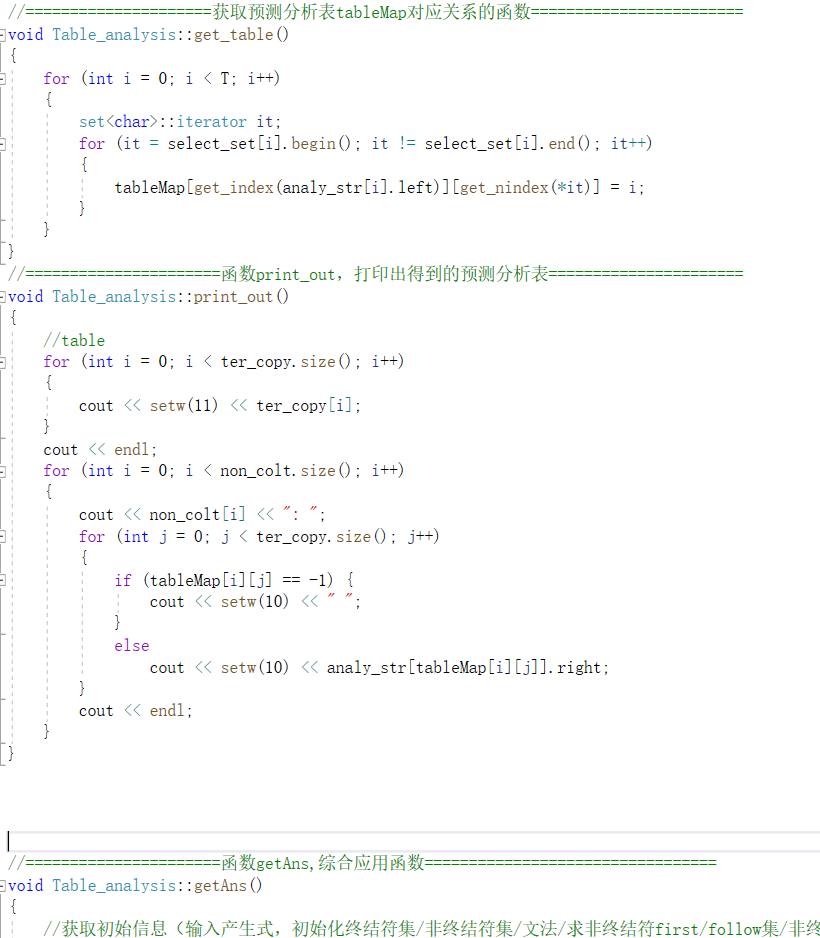 //=====================获取预测分析表tableMap对应关系的函数========================
void Table_analysis::get_table()
{
for (int i = 0; i < T; i++)
{
set<char>::iterator it;
for (it = select_set[i].begin(); it != select_set[i].end(); it++)
{
tableMap[get_index(analy_str[i].left)][get_nindex(*it)] = i;
}
}
}
//======================函数print_out，打印出得到的预测分析表======================
void Table_analysis::print_out()
{
//table
for (int i = 0; i < ter_copy.size(); i++)
{
cout << setw(11) << ter_copy[i];
}
cout << endl;
for (int i = 0; i < non_colt.size(); i++)
{
cout << non_colt[i] << ": ";
for (int j = 0; j < ter_copy.size(); j++)
{
if (tableMap[i][j] == -1) {
cout << setw(10) << " ";
}
else
cout << setw(10) << analy_str[tableMap[i][j]].right;
}
cout << endl;
}
}
//======================函数getAns,综合应用函数=================================
void Table_analysis::getAns()
{
//获取初始信息（输入产生式，初始化终结符集/非终结符集/文法/求非终结符first/follow集/非终